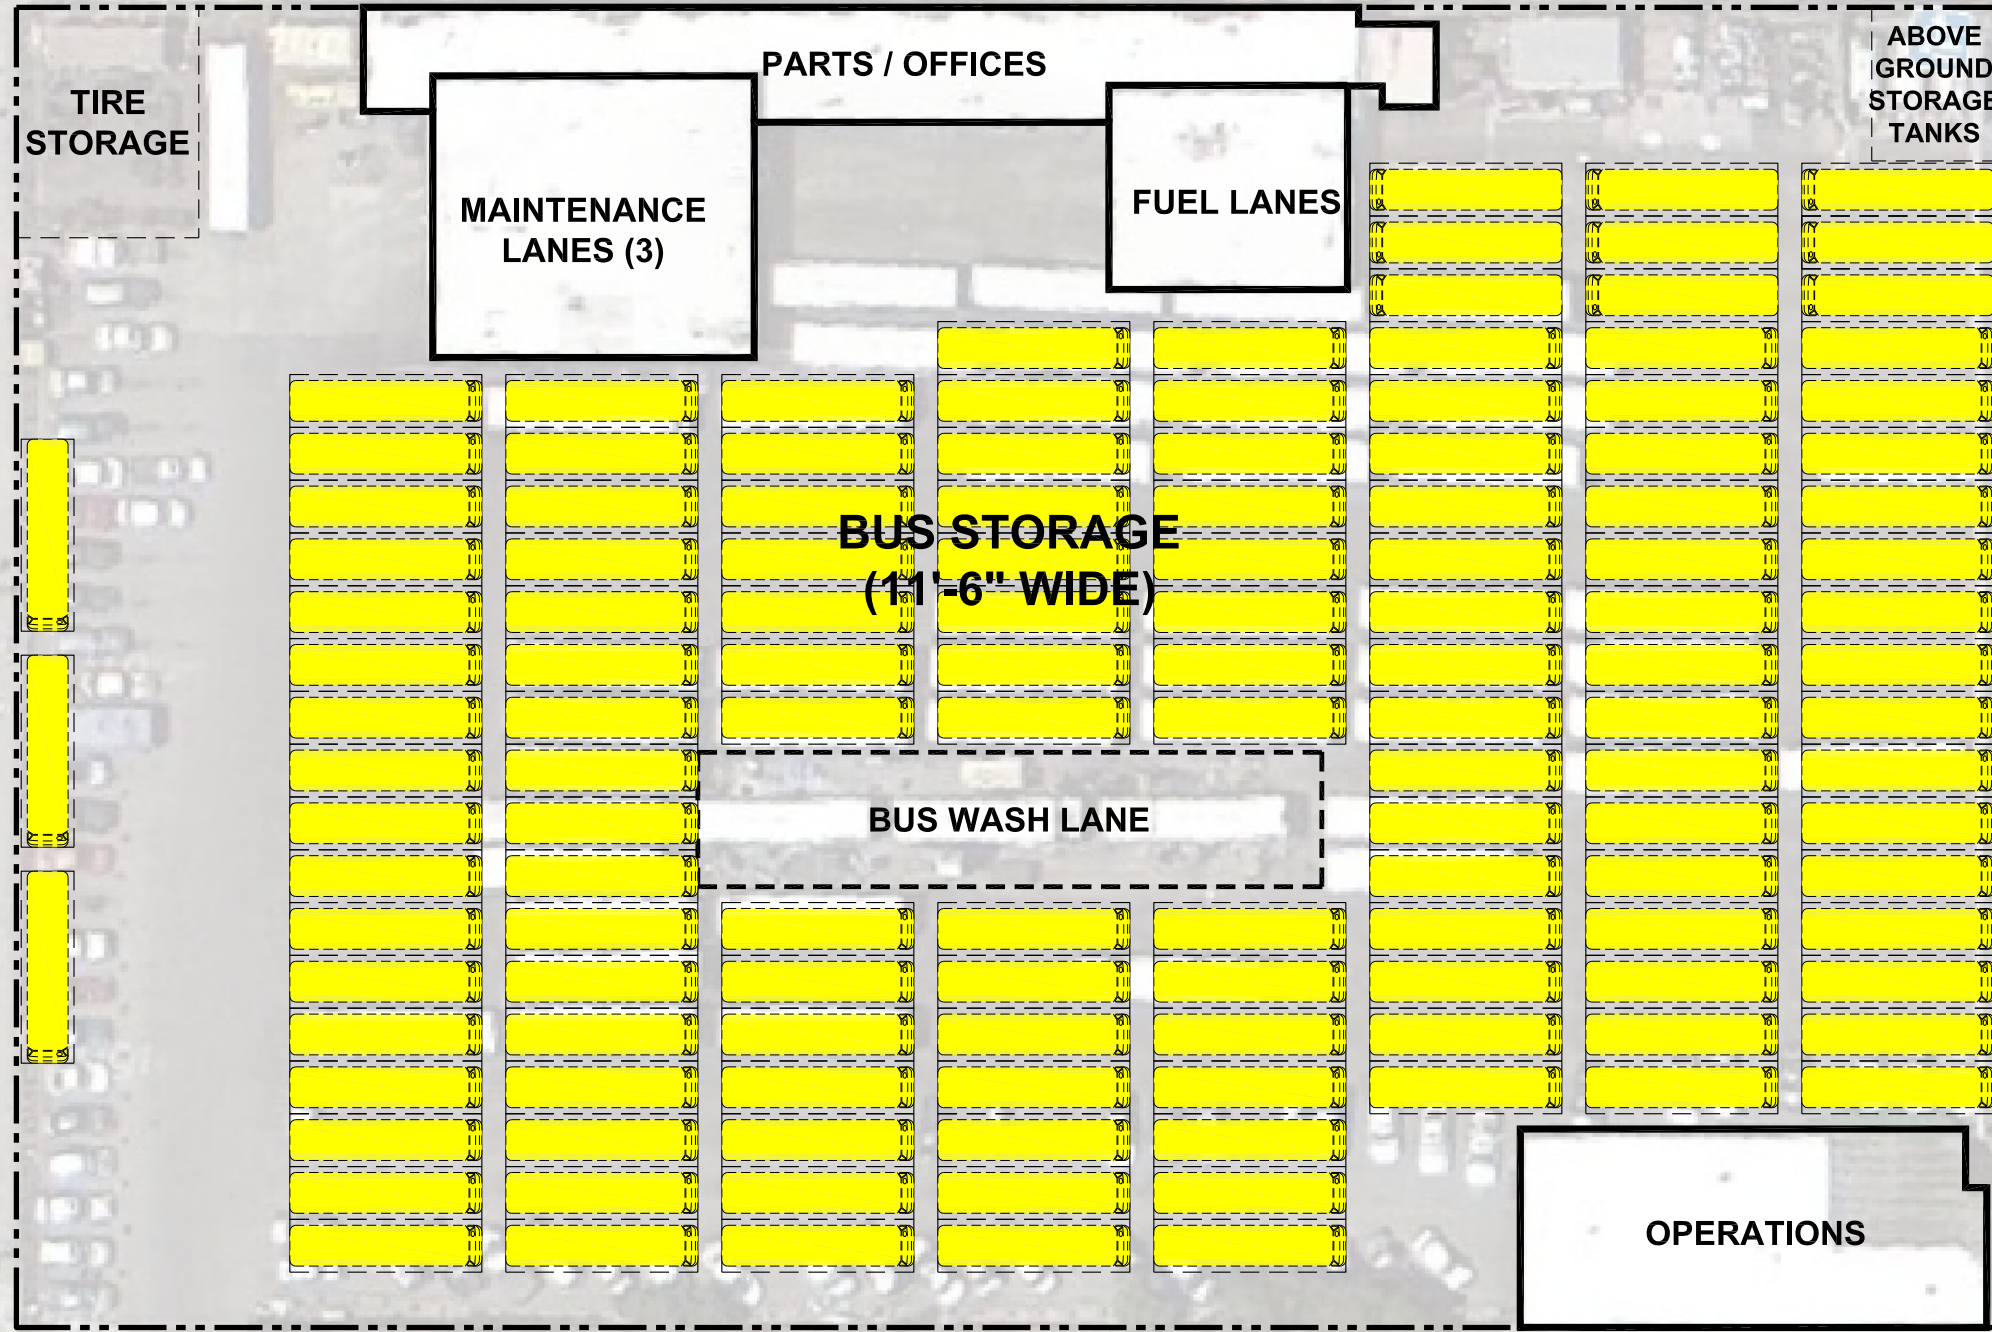 PARTS / OFFICES
ABOVE
GROUND
STORAGE
TANKS
TIRE
STORAGE
MAINTENANCE
LANES (3)
FUEL LANES
BUS STORAGE
(11'-6" WIDE)
BUS WASH LANE
OPERATIONS